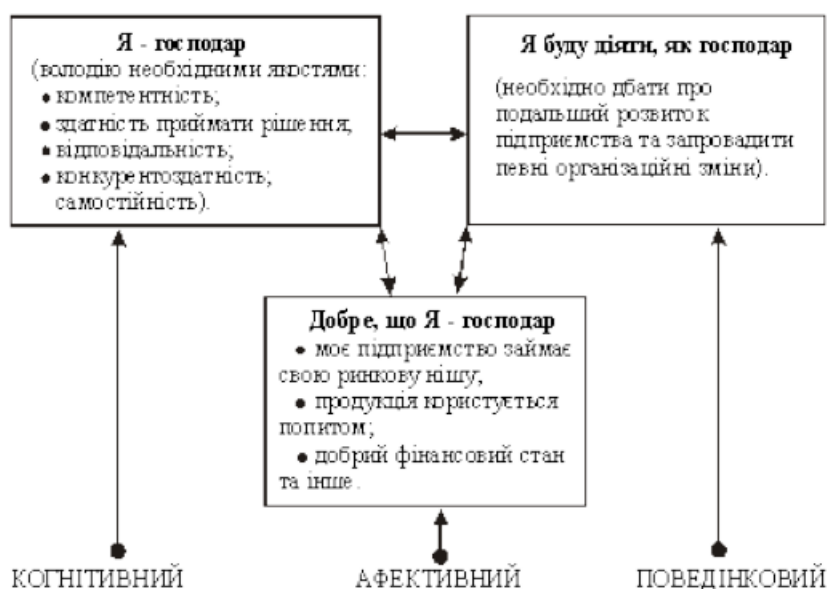 Я - господар
(володію необхідними якостями:
• компетентність;
• здатність приймати рішення;
• відповідальність;
• конкурентоздатність;
самостійність).
Я буду діяти, як господар
(необхідно дбати про
подальший розвиток
підприємства та запровадити
певні організаційні зміни).
Добре, що Я - господар
• моє підприємство займає
свою ринкову нішу;
• продукція користується
попитом;
• добрий фінансовий стан
та інше.
КОГНІТИВНИЙ
АФЕКТИВНИЙ
ПОВЕДІНКОВИЙ